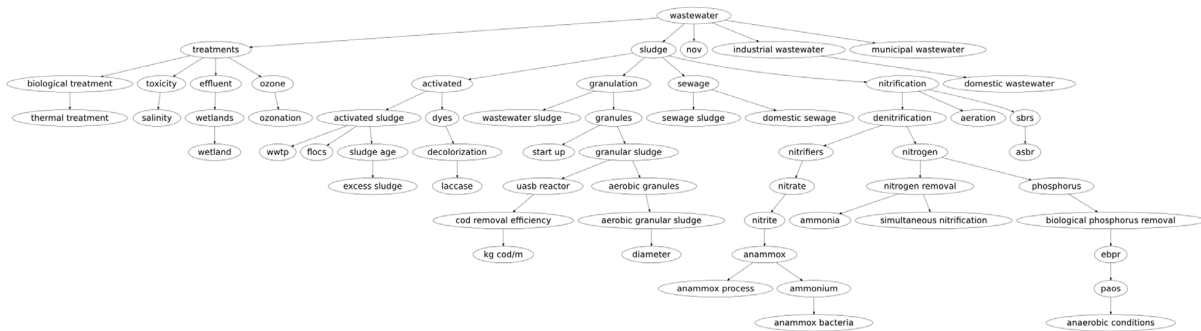 wastewater
treatments
sludge
nov
industrial wastewater
municipal wastewater
biological treatment
toxicity
effluent
ozone
activated
granulation
sewage
nitrification
domestic wastewater
thermal treatment
salinity
wetlands
ozonation
activated sludge
dyes
wastewater sludge
granules
sewage sludge
domestic sewage
denitrification
aeration
sbrs
wetland
wwtp
flocs
sludge age
decolorization
start up
granular sludge
nitrifiers
nitrogen
asbr
excess sludge
laccase
uasb reactor
aerobic granules
nitrate
nitrogen removal
phosphorus
cod removal efficiency
aerobic granular sludge
nitrite
ammonia
simultaneous nitrification
biological phosphorus removal
kg cod/m
diameter
anammox
ebpr
anammox process
ammonium
paos
anammox bacteria
anaerobic conditions